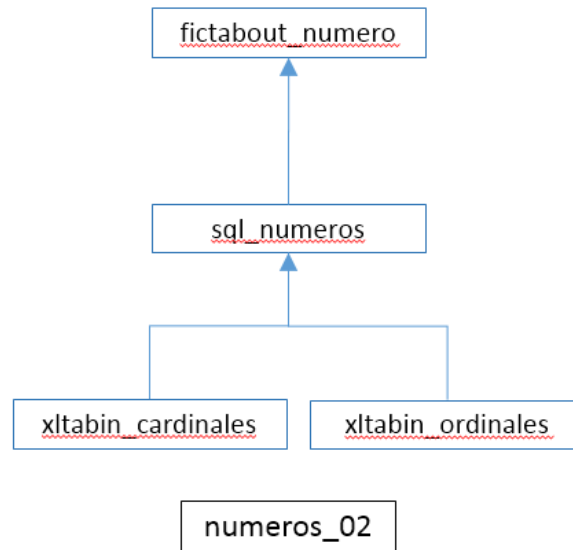 fictabout_numero
sql_numeros
xltabin_cardinales
xltabin_ordinales
numeros_02